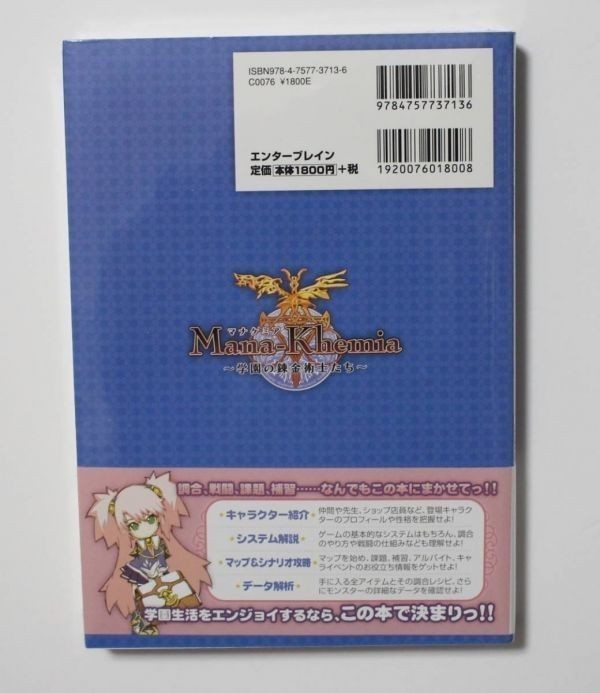 ISBN978-4-7577-3713-6
C0076 ¥1800E
9784757737136
エンターブレイン
定価 本体1800円 +税
1920076018008
マナケミア
Mana-Khemia
～学園の錬金術士たち～
調合、戦闘、課題、補習……なんでもこの本にまかせてっ!!
キャラクター紹介
仲間や先生、ショップ店員など、登場キャラク
ターのプロフィールや性格を把握せよ!
システム解説
ゲームの基本的なシステムはもちろん、調合
のやり方や戦闘の仕組みなども理解せよ!
マップ&シナリオ攻略
マップを始め、課題、補習、アルバイト、キャ
ライベントのお役立ち情報をゲットせよ!
データ解析
手に入る全アイテムとその調合レシピ、さら
にモンスターの詳細なデータを確認せよ!
学園生活をエンジョイするなら、この本で決まりっ!!